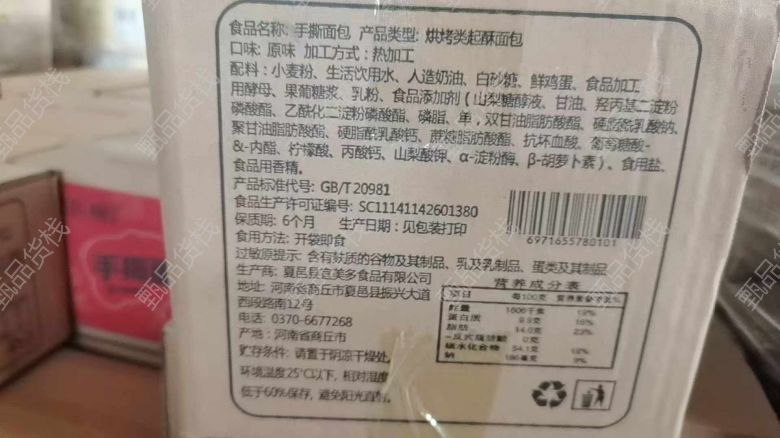 食品名称: 手撕面包 产品类型: 烘烤类起酥面包
口味: 原味 加工方式: 热加工
配料: 小麦粉、生活饮用水、人造奶油、白砂糖、鲜鸡蛋、食品加工
用酵母、果葡糖浆、乳粉、食品添加剂 (山梨糖醇液、甘油、羟丙基二淀粉
磷酸酯、乙酰化二淀粉磷酸酯、磷脂、单, 双甘油脂肪酸酯、硬脂酰乳酸钠、
聚甘油脂肪酸酯、硬脂酰乳酸钙、蔗糖脂肪酸酯、抗坏血酸、葡萄糖酸-
&-内酯、柠檬酸、丙酸钙、山梨酸钾、α-淀粉酶、β-胡萝卜素)、食用盐、
食品用香精。
产品标准代号: GB/T 20981
食品生产许可证编号: SC11141142601380
保质期: 6个月 生产日期: 见包装打印
食用方法: 开袋即食
过敏原提示: 含有麸质的谷物及其制品、乳及乳制品、蛋类及其制品
生产商: 夏邑县言美多食品有限公司
地址: 河南省商丘市夏邑县振兴大道
西段路南12号
电话: 0370-6677268
产地: 河南省商丘市
贮存条件: 请置于阴凉干燥处,
环境温度25°C以下, 相对湿度
低于60%保存, 避免阳光直射。
6971655780101
营养成分表
项目 每100克 营养素参考值%
能量 1606千焦 19%
蛋白质 9.9克 16%
脂肪 14.0克 23%
-反式脂肪酸 0克
碳水化合物 54.1克 18%
钠 186毫克 9%
手撕
甄品货栈